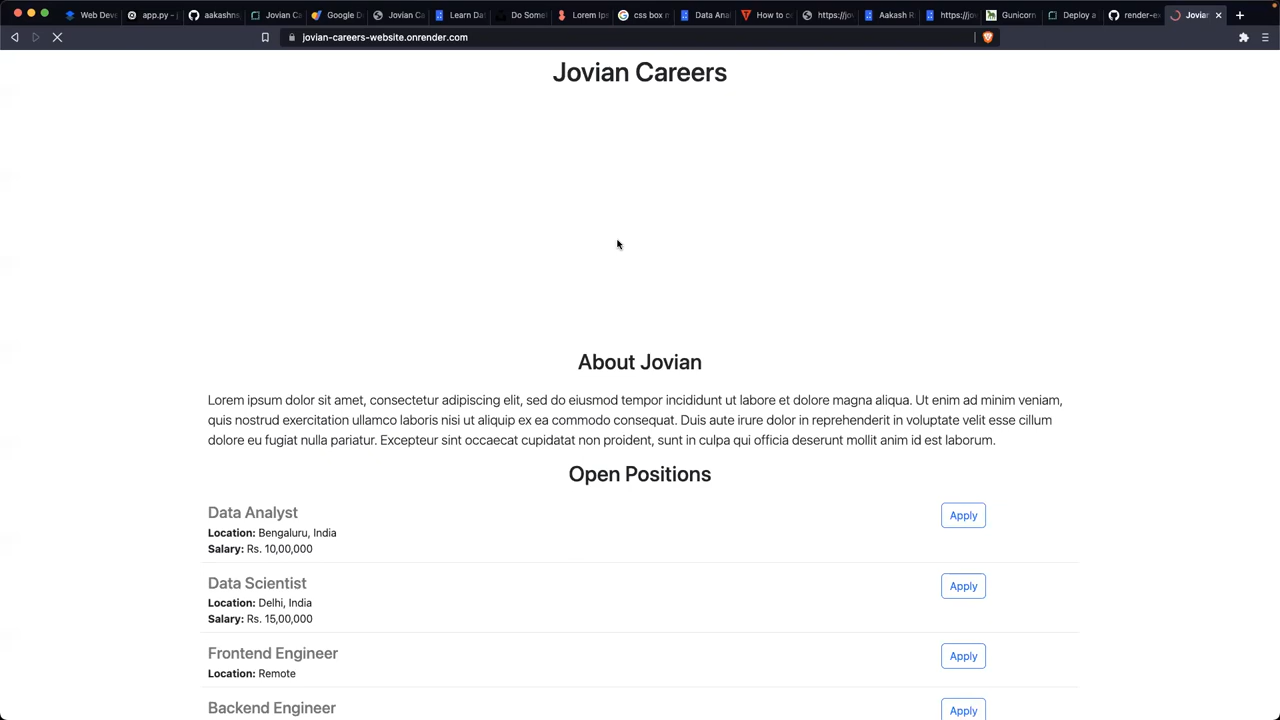 Web Deve
app.py -
aakashns
Jovian Ca
Google D
Jovian Ca
Learn Dat
Do Some
Lorem Ips
css box m
Data Anal
How to c
https://jov
Aakash R
https://jov
Gunicorn
Deploy a
render-ex
Jovian
jovian-careers-website.onrender.com
Jovian Careers
About Jovian
Lorem ipsum dolor sit amet, consectetur adipiscing elit, sed do eiusmod tempor incididunt ut labore et dolore magna aliqua. Ut enim ad minim veniam,
quis nostrud exercitation ullamco laboris nisi ut aliquip ex ea commodo consequat. Duis aute irure dolor in reprehenderit in voluptate velit esse cillum
dolore eu fugiat nulla pariatur. Excepteur sint occaecat cupidatat non proident, sunt in culpa qui officia deserunt mollit anim id est laborum.
Open Positions
Data Analyst
Apply
Location: Bengaluru, India
Salary: Rs. 10,00,000
Data Scientist
Apply
Location: Delhi, India
Salary: Rs. 15,00,000
Frontend Engineer
Apply
Location: Remote
Backend Engineer
Apply